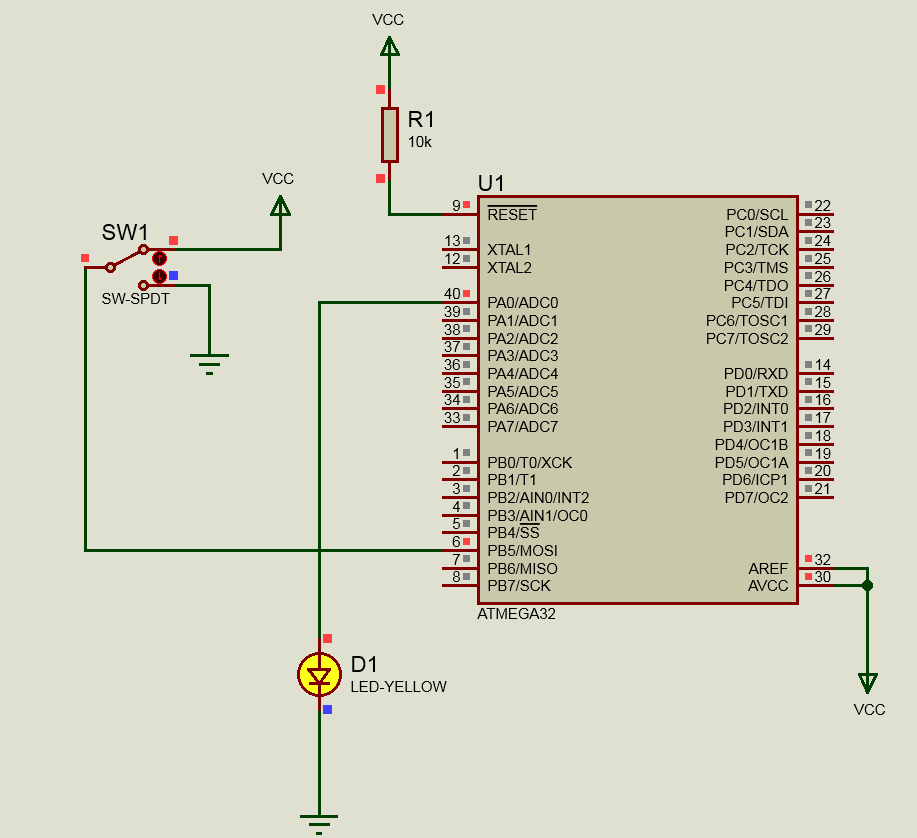 VCC
R1
10k
VCC
SW1
SW-SPDT
U1
9 RESET
13 XTAL1
12 XTAL2
40 PA0/ADC0
39 PA1/ADC1
38 PA2/ADC2
37 PA3/ADC3
36 PA4/ADC4
35 PA5/ADC5
34 PA6/ADC6
33 PA7/ADC7
1 PB0/T0/XCK
2 PB1/T1
3 PB2/AIN0/INT2
4 PB3/AIN1/OC0
5 PB4/SS
6 PB5/MOSI
7 PB6/MISO
8 PB7/SCK
PC0/SCL 22
PC1/SDA 23
PC2/TCK 24
PC3/TMS 25
PC4/TDO 26
PC5/TDI 27
PC6/TOSC1 28
PC7/TOSC2 29
PD0/RXD 14
PD1/TXD 15
PD2/INT0 16
PD3/INT1 17
PD4/OC1B 18
PD5/OC1A 19
PD6/ICP1 20
PD7/OC2 21
AREF 32
AVCC 30
ATMEGA32
D1
LED-YELLOW
VCC